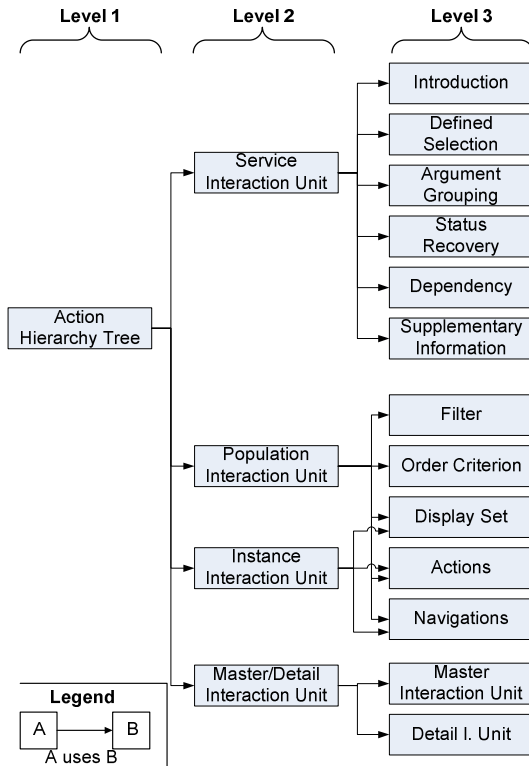 Level 1
Level 2
Level 3
Action
Hierarchy Tree
Service
Interaction Unit
Population
Interaction Unit
Instance
Interaction Unit
Master/Detail
Interaction Unit
Introduction
Defined
Selection
Argument
Grouping
Status
Recovery
Dependency
Supplementary
Information
Filter
Order Criterion
Display Set
Actions
Navigations
Master
Interaction Unit
Detail I. Unit
Legend
A
B
A uses B